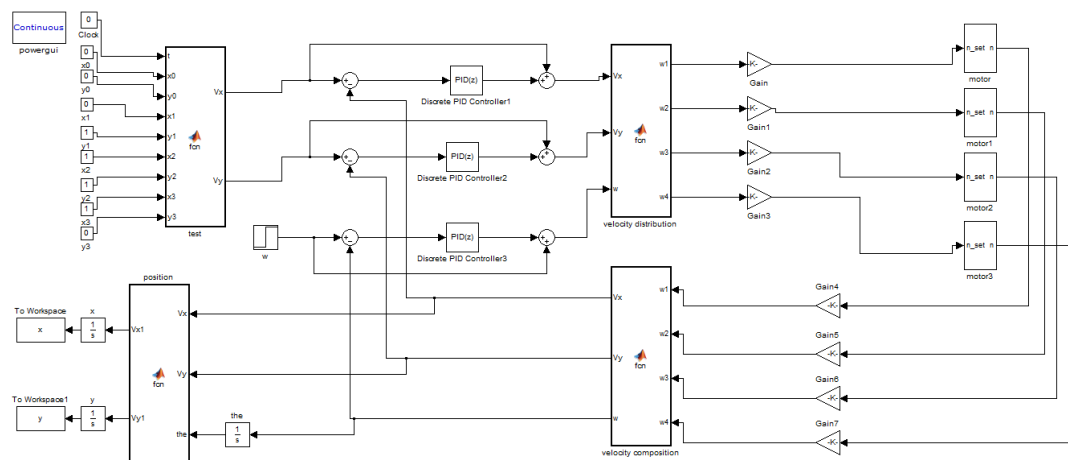 Continuous
powergui
0
Clock
0
x0
0
y0
0
x1
1
y1
1
x2
1
y2
1
x3
0
y3
t
x0
y0
x1
y1
x2
y2
x3
y3
Vx
Vy
fcn
test
w
PID(z)
Discrete PID Controller1
PID(z)
Discrete PID Controller2
PID(z)
Discrete PID Controller3
Vx
Vy
w
fcn
w1
w2
w3
w4
velocity distribution
-K-
Gain
-K-
Gain1
-K-
Gain2
-K-
Gain3
n_set n
motor
n_set n
motor1
n_set n
motor2
n_set n
motor3
Gain4
-K-
Gain5
-K-
Gain6
-K-
Gain7
-K-
w1
w2
w3
w4
Vx
Vy
w
fcn
velocity composition
position
Vx
Vy
the
fcn
Vx1
Vy1
the
1
s
x
1
s
y
1
s
To Workspace
x
To Workspace1
y